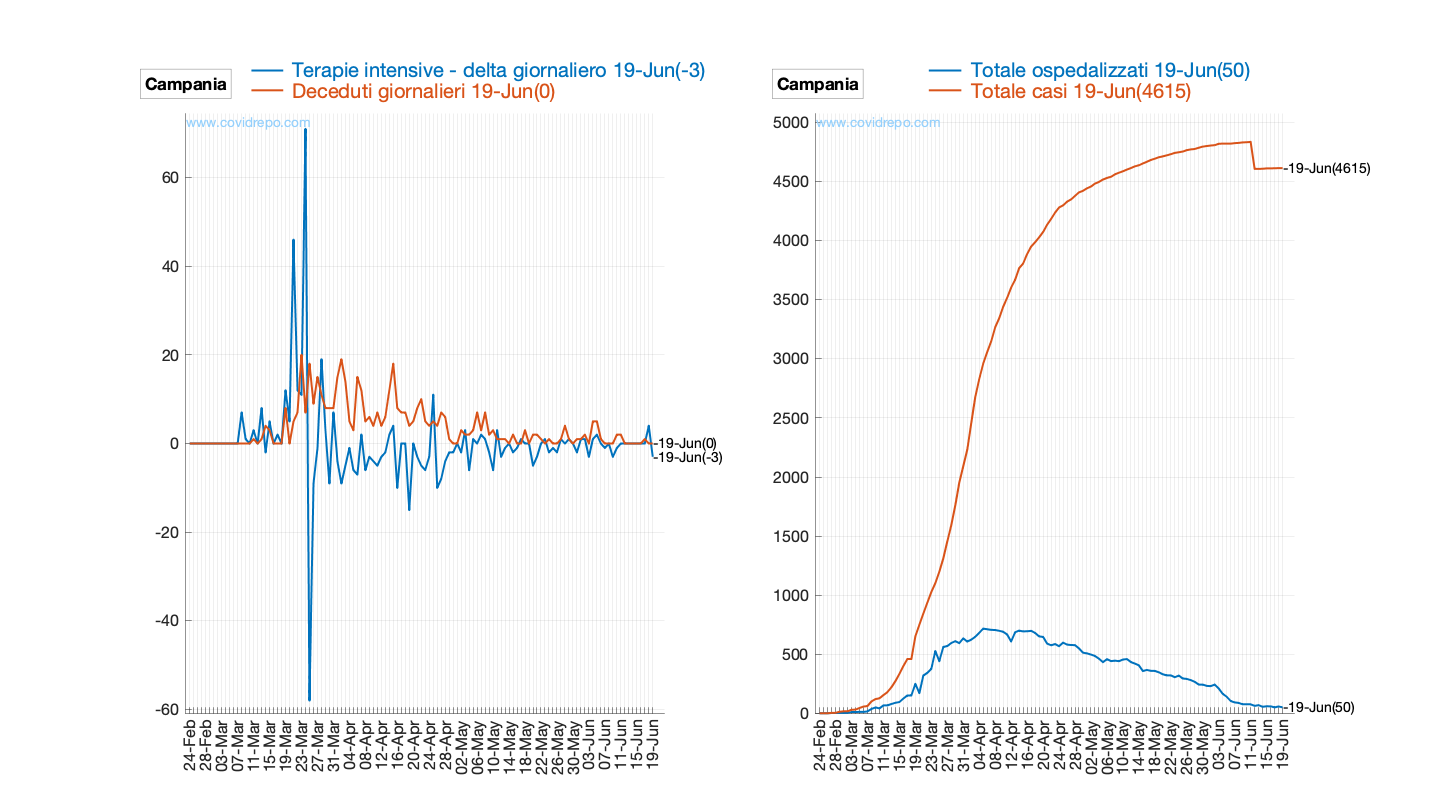 Campania
Terapie intensive - delta giornaliero 19-Jun(-3)
Deceduti giornalieri 19-Jun(0)
www.covidrepo.com
60
40
20
0
-20
-40
-60
-19-Jun(0)
-19-Jun(-3)
24-Feb
28-Feb
03-Mar
07-Mar
11-Mar
15-Mar
19-Mar
23-Mar
27-Mar
31-Mar
04-Apr
08-Apr
12-Apr
16-Apr
20-Apr
24-Apr
28-Apr
02-May
06-May
10-May
14-May
18-May
22-May
26-May
30-May
03-Jun
07-Jun
11-Jun
15-Jun
19-Jun
Campania
Totale ospedalizzati 19-Jun(50)
Totale casi 19-Jun(4615)
www.covidrepo.com
5000
4500
4000
3500
3000
2500
2000
1500
1000
500
0
-19-Jun(4615)
-19-Jun(50)
24-Feb
28-Feb
03-Mar
07-Mar
11-Mar
15-Mar
19-Mar
23-Mar
27-Mar
31-Mar
04-Apr
08-Apr
12-Apr
16-Apr
20-Apr
24-Apr
28-Apr
02-May
06-May
10-May
14-May
18-May
22-May
26-May
30-May
03-Jun
07-Jun
11-Jun
15-Jun
19-Jun